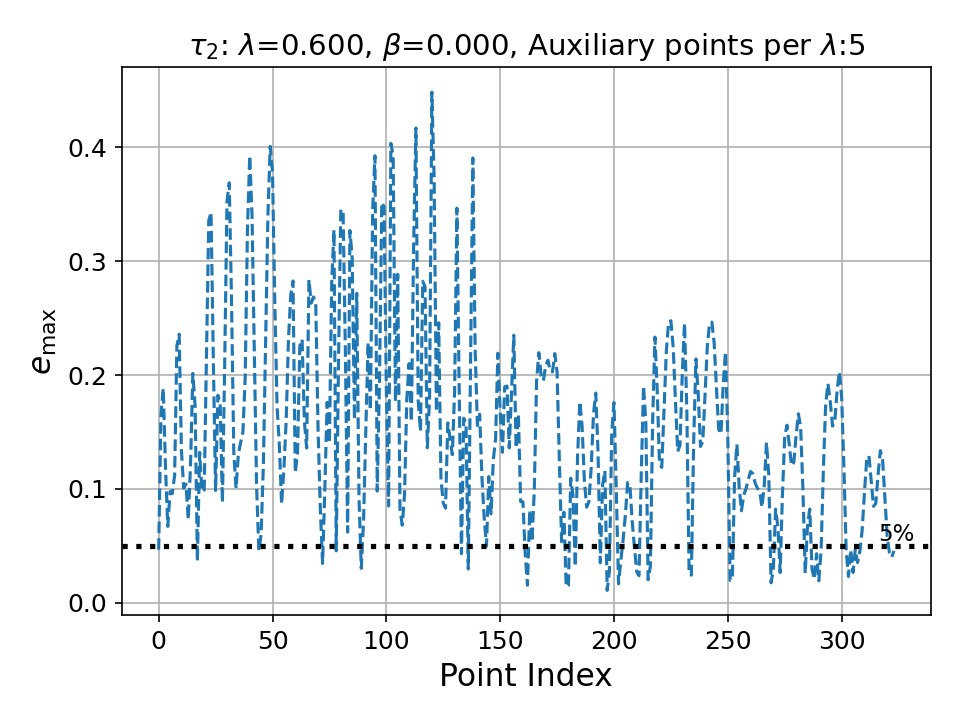 τ₂: λ=0.600, β=0.000, Auxiliary points per λ:5
e_max
0.4
0.3
0.2
0.1
0.0
5%
0 50 100 150 200 250 300
Point Index